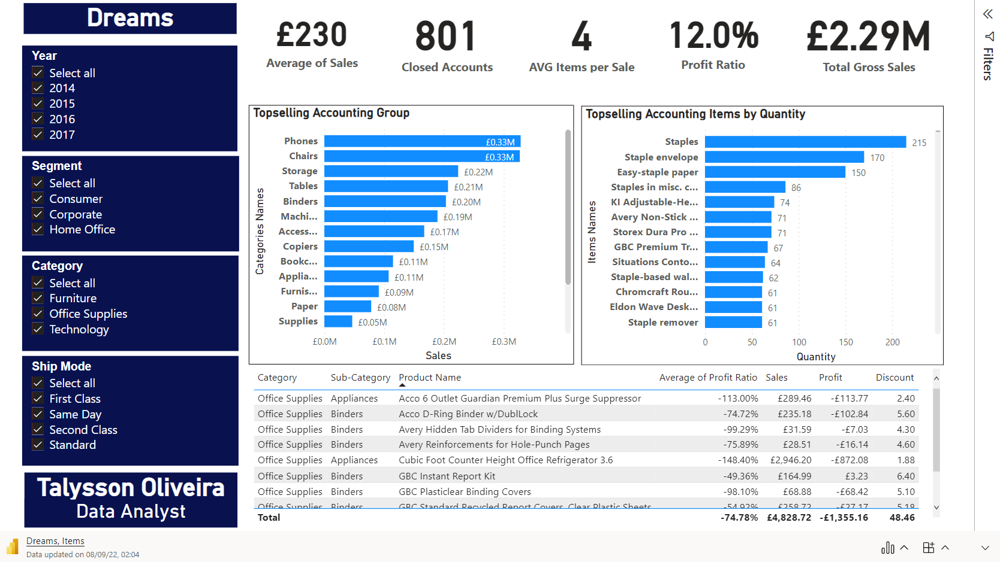 Dreams
£230
Average of Sales
801
Closed Accounts
4
AVG Items per Sale
12.0%
Profit Ratio
£2.29M
Total Gross Sales
Filters
Year
Select all
2014
2015
2016
2017
Segment
Select all
Consumer
Corporate
Home Office
Category
Select all
Furniture
Office Supplies
Technology
Ship Mode
Select all
First Class
Same Day
Second Class
Standard
Talysson Oliveira
Data Analyst
Topselling Accounting Group
Categories Names
Phones £0.33M
Chairs £0.33M
Storage £0.22M
Tables £0.21M
Binders £0.20M
Machi... £0.19M
Access... £0.17M
Copiers £0.15M
Bookc... £0.11M
Applia... £0.11M
Furnis... £0.09M
Paper £0.08M
Supplies £0.05M
£0.0M £0.1M £0.2M £0.3M
Sales
Topselling Accounting Items by Quantity
Items Names
Staples 215
Staple envelope 170
Easy-staple paper 150
Staples in misc. c... 86
KI Adjustable-He... 74
Avery Non-Stick ... 71
Storex Dura Pro ... 71
GBC Premium Tr... 67
Situations Conto... 64
Staple-based wal... 62
Chromcraft Rou... 61
Eldon Wave Desk... 61
Staple remover 61
0 50 100 150 200
Quantity
Category Sub-Category Product Name Average of Profit Ratio Sales Profit Discount
Office Supplies Appliances Acco 6 Outlet Guardian Premium Plus Surge Suppressor -113.00% £289.46 -£113.77 2.40
Office Supplies Binders Acco D-Ring Binder w/DublLock -74.72% £235.18 -£102.84 5.60
Office Supplies Binders Avery Hidden Tab Dividers for Binding Systems -99.29% £31.59 -£7.03 4.30
Office Supplies Binders Avery Reinforcements for Hole-Punch Pages -75.89% £28.51 -£16.14 4.60
Office Supplies Appliances Cubic Foot Counter Height Office Refrigerator 3.6 -148.40% £2,946.20 -£872.08 1.88
Office Supplies Binders GBC Instant Report Kit -49.36% £164.99 £3.23 6.40
Office Supplies Binders GBC Plasticlear Binding Covers -98.10% £68.88 -£68.42 5.10
Office Supplies Binders GBC Standard Recycled Report Covers, Clear Plastic Sheets -54.92% £258.72 -£27.17 5.18
Total -74.78% £4,828.72 -£1,355.16 48.46
Dreams, Items
Data updated on 08/09/22, 02:04